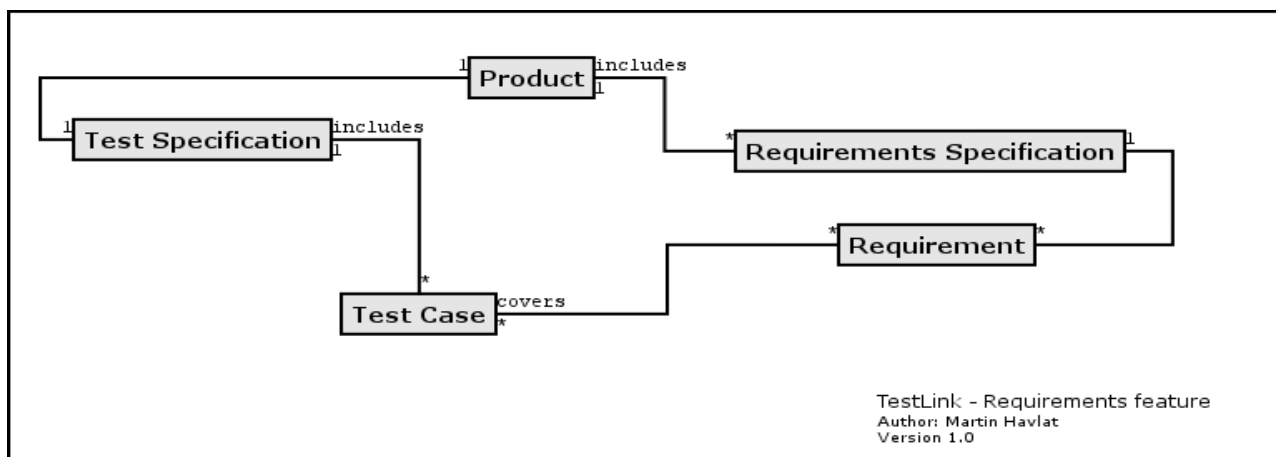 1 Product includes
1
1 Test Specification includes
1
* Requirements Specification 1
* Requirement *
*
Test Case covers
*
TestLink - Requirements feature
Author: Martin Havlat
Version 1.0